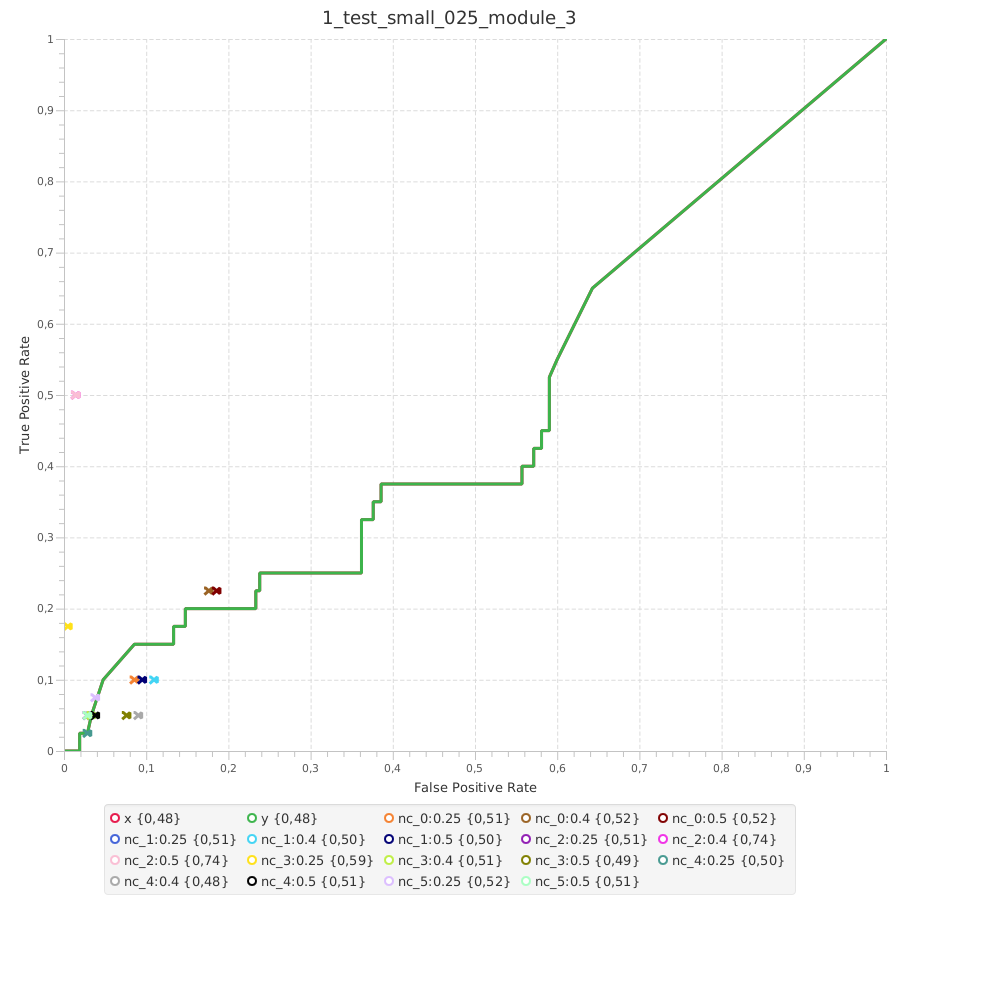 1_test_small_025_module_3
1
0,9
0,8
0,7
0,6
0,5
0,4
0,3
0,2
0,1
0
True Positive Rate
0 0,1 0,2 0,3 0,4 0,5 0,6 0,7 0,8 0,9 1
False Positive Rate
x {0,48} y {0,48} nc_0:0.25 {0,51} nc_0:0.4 {0,52} nc_0:0.5 {0,52}
nc_1:0.25 {0,51} nc_1:0.4 {0,50} nc_1:0.5 {0,50} nc_2:0.25 {0,51} nc_2:0.4 {0,74}
nc_2:0.5 {0,74} nc_3:0.25 {0,59} nc_3:0.4 {0,51} nc_3:0.5 {0,49} nc_4:0.25 {0,50}
nc_4:0.4 {0,48} nc_4:0.5 {0,51} nc_5:0.25 {0,52} nc_5:0.5 {0,51}